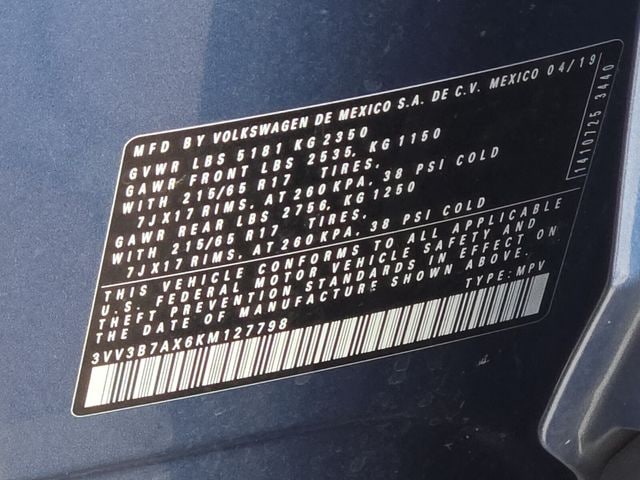 MFD BY VOLKSWAGEN DE MEXICO S.A. DE C.V. MEXICO 04/19
GVWR LBS 5181 KG 2350
GAWR FRONT LBS 2535, KG 1150
WITH 215/65 R17 TIRES,
7JX17 RIMS, AT 260 KPA, 38 PSI COLD
GAWR REAR LBS 2756, KG 1250
WITH 215/65 R17 TIRES,
7JX17 RIMS, AT 260 KPA, 38 PSI COLD
THIS VEHICLE CONFORMS TO ALL APPLICABLE
U.S. FEDERAL MOTOR VEHICLE SAFETY AND
THEFT PREVENTION STANDARDS IN EFFECT ON
THE DATE OF MANUFACTURE SHOWN ABOVE.
TYPE: MPV
3VV3B7AX6KM127798
1410725 3440